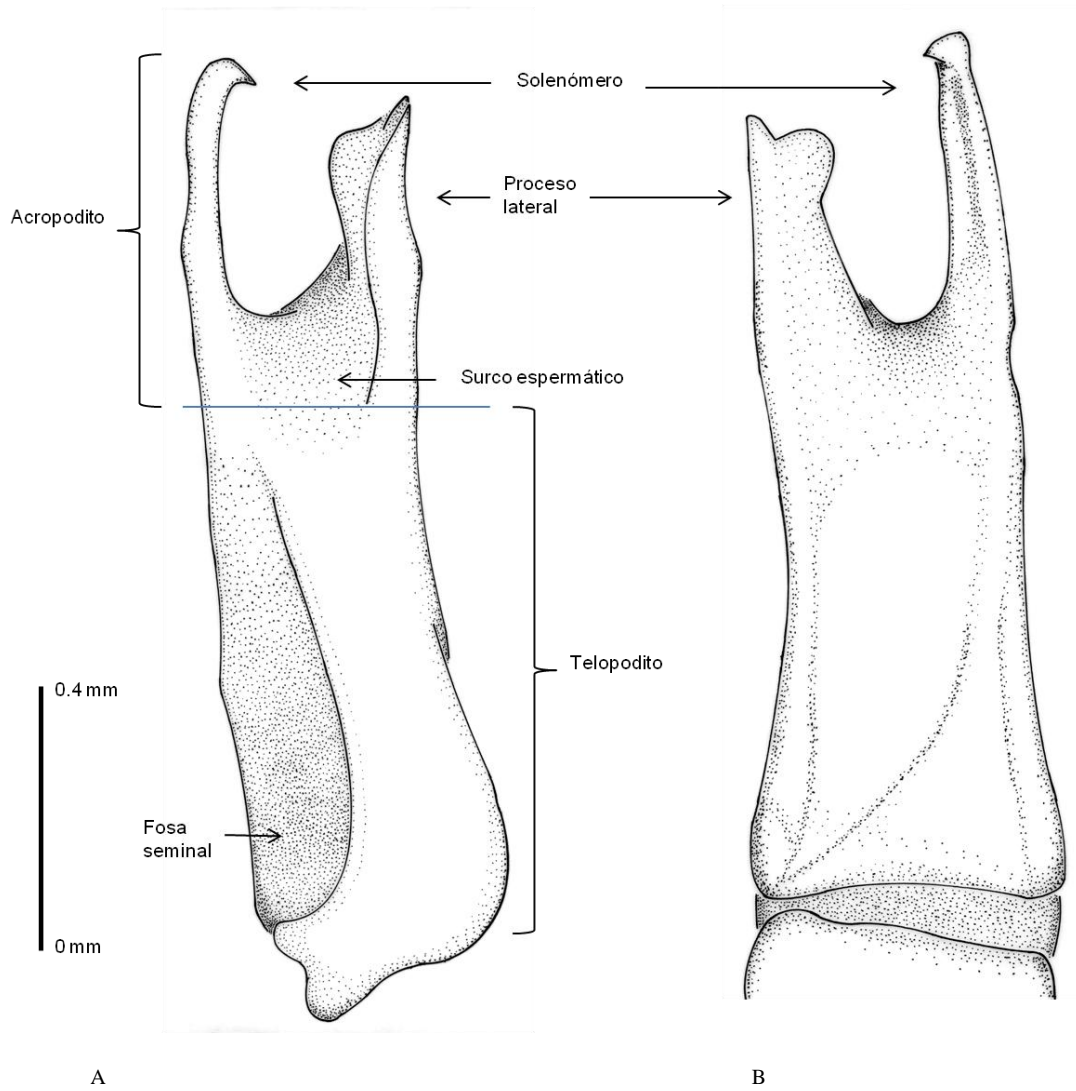 Solenómero
Proceso
lateral
Acropodito
Surco espermático
Telopodito
0.4 mm
Fosa
seminal
0 mm
A
B